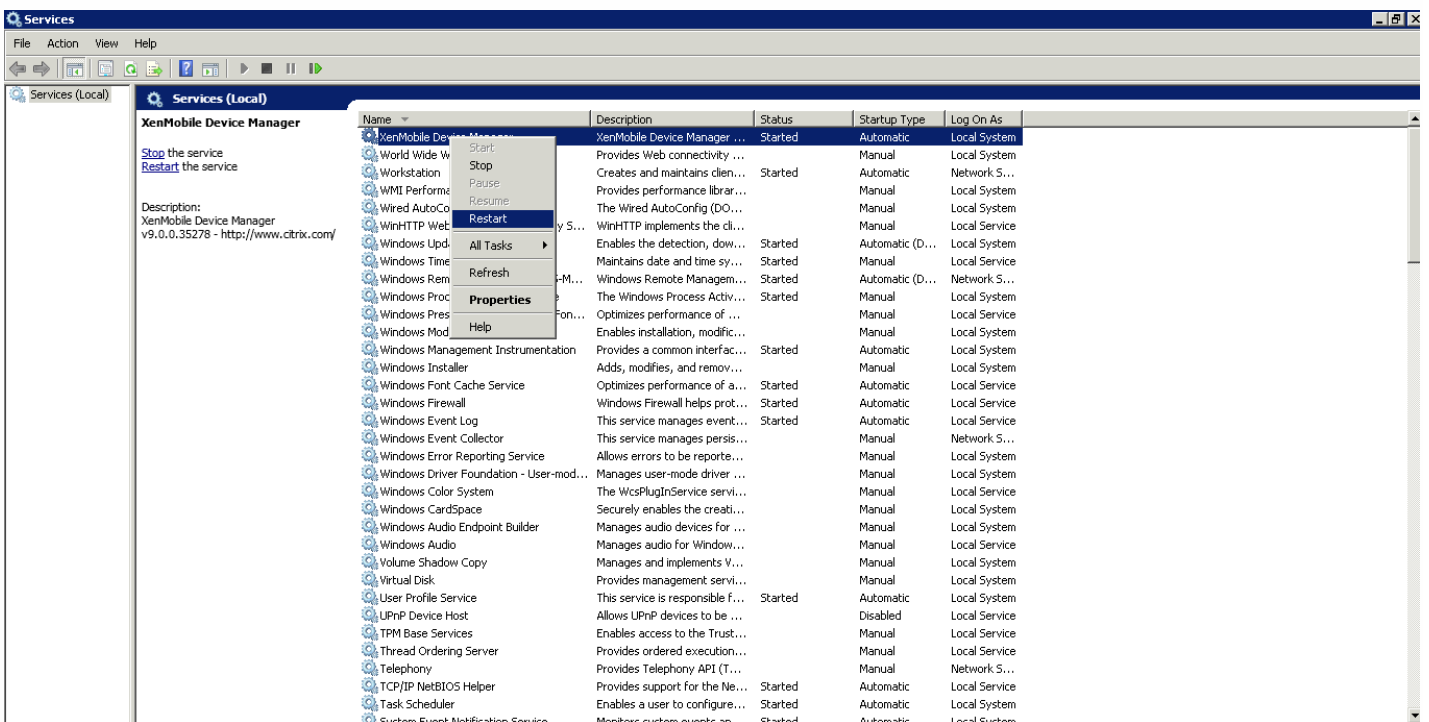 Services
File Action View Help
Services (Local)
Services (Local)
XenMobile Device Manager
Stop the service
Restart the service
Description:
XenMobile Device Manager
v9.0.0.35278 - http://www.citrix.com/
Name Description Status Startup Type Log On As
XenMobile Device Manager XenMobile Device Manager ... Started Automatic Local System
World Wide W Provides Web connectivity ... Manual Local System
Workstation Creates and maintains clien... Started Automatic Network S...
WMI Performa Provides performance librar... Manual Local System
Wired AutoCo The Wired AutoConfig (DO... Manual Local System
WinHTTP Web y S... WinHTTP implements the cli... Manual Local Service
Windows Upd Enables the detection, dow... Started Automatic (D... Local System
Windows Time Maintains date and time sy... Started Manual Local Service
Windows Rem S-M... Windows Remote Managem... Started Automatic (D... Network S...
Windows Proc e The Windows Process Activ... Started Manual Local System
Windows Pres Fon... Optimizes performance of ... Manual Local Service
Windows Mod Enables installation, modific... Manual Local System
Windows Management Instrumentation Provides a common interfac... Started Automatic Local System
Windows Installer Adds, modifies, and remov... Manual Local System
Windows Font Cache Service Optimizes performance of a... Started Automatic Local Service
Windows Firewall Windows Firewall helps prot... Started Automatic Local Service
Windows Event Log This service manages event... Started Automatic Local Service
Windows Event Collector This service manages persis... Manual Network S...
Windows Error Reporting Service Allows errors to be reporte... Manual Local System
Windows Driver Foundation - User-mod... Manages user-mode driver ... Manual Local System
Windows Color System The WcsPlugInService servi... Manual Local Service
Windows CardSpace Securely enables the creati... Manual Local System
Windows Audio Endpoint Builder Manages audio devices for ... Manual Local System
Windows Audio Manages audio for Window... Manual Local Service
Volume Shadow Copy Manages and implements V... Manual Local System
Virtual Disk Provides management servi... Manual Local System
User Profile Service This service is responsible f... Started Automatic Local System
UPnP Device Host Allows UPnP devices to be ... Disabled Local Service
TPM Base Services Enables access to the Trust... Manual Local Service
Thread Ordering Server Provides ordered execution... Manual Local Service
Telephony Provides Telephony API (T... Manual Network S...
TCP/IP NetBIOS Helper Provides support for the Ne... Started Automatic Local Service
Task Scheduler Enables a user to configure... Started Automatic Local System
System Event Notification Service Monitors system events an... Started Automatic Local System
Start
Stop
Pause
Resume
Restart
All Tasks
Refresh
Properties
Help